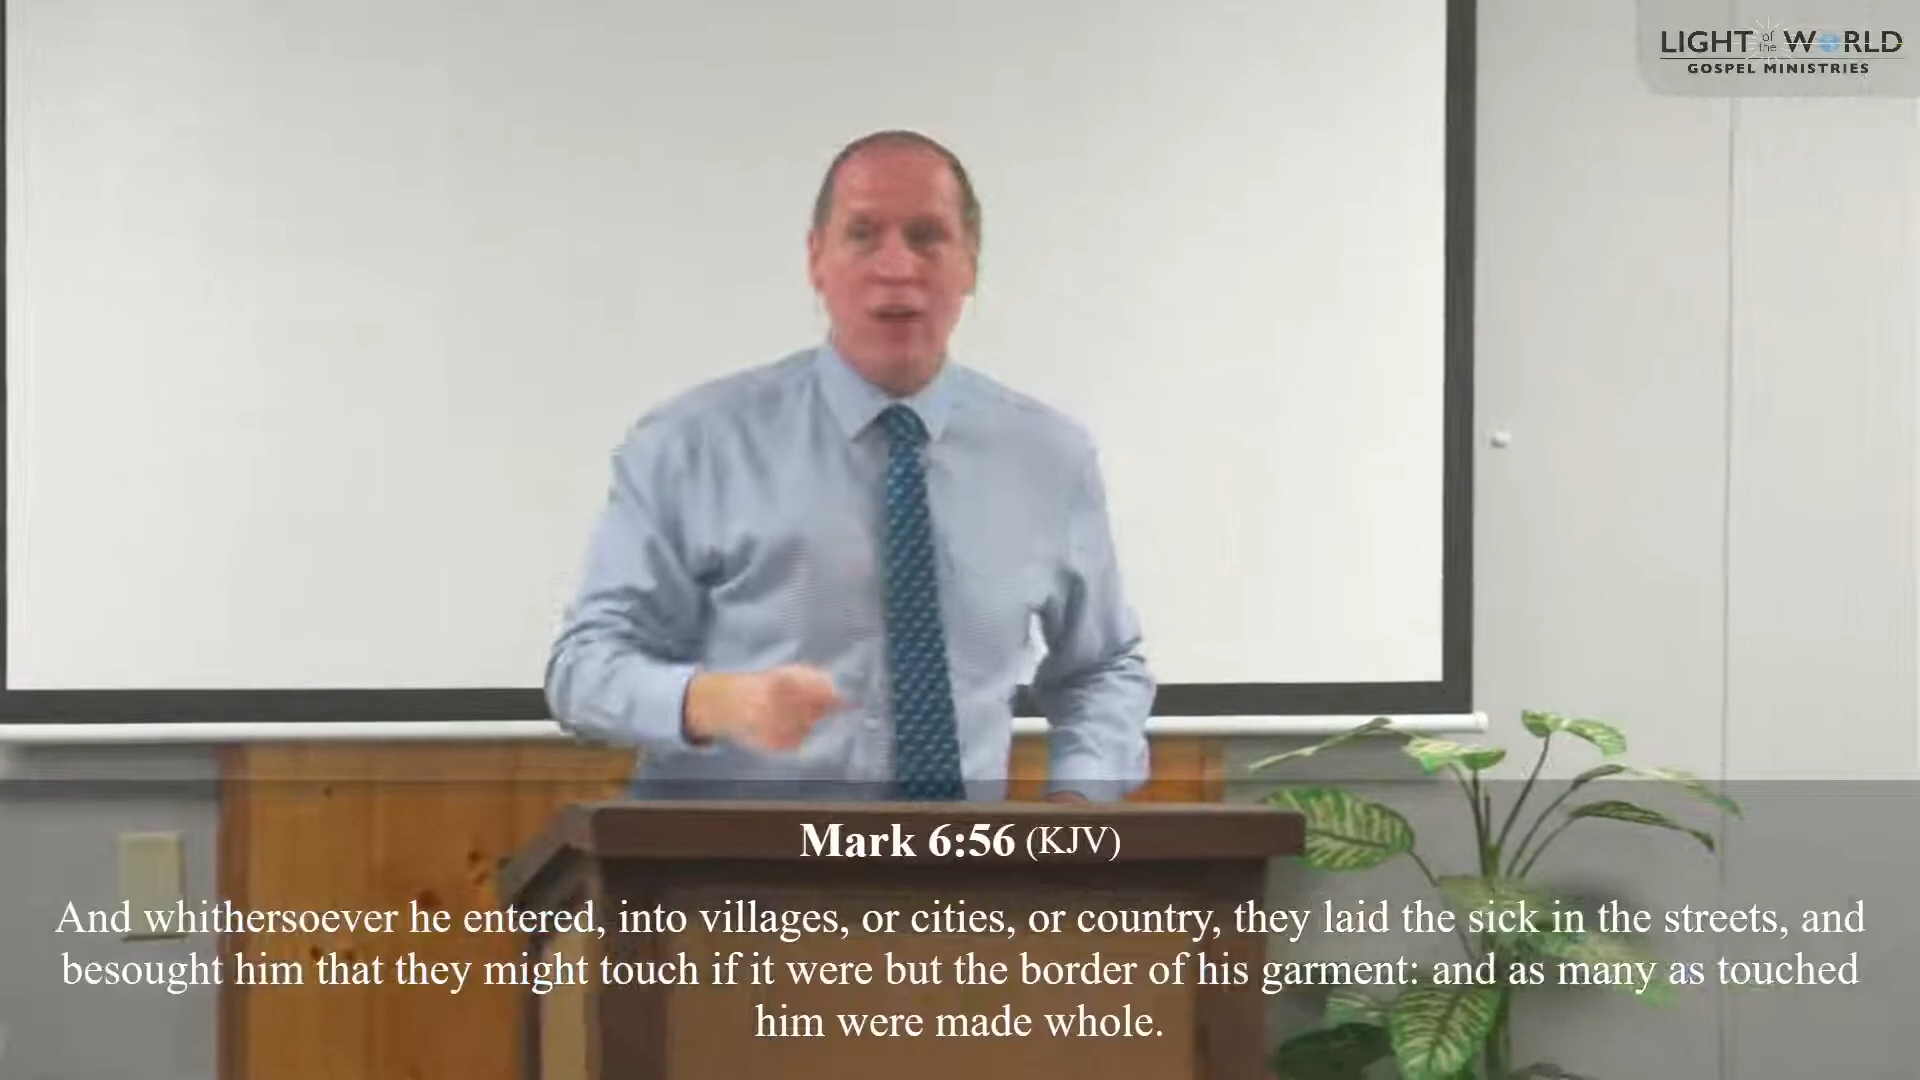 LIGHT of the WORLD
GOSPEL MINISTRIES
Mark 6:56 (KJV)
And whithersoever he entered, into villages, or cities, or country, they laid the sick in the streets, and
besought him that they might touch if it were but the border of his garment: and as many as touched
him were made whole.